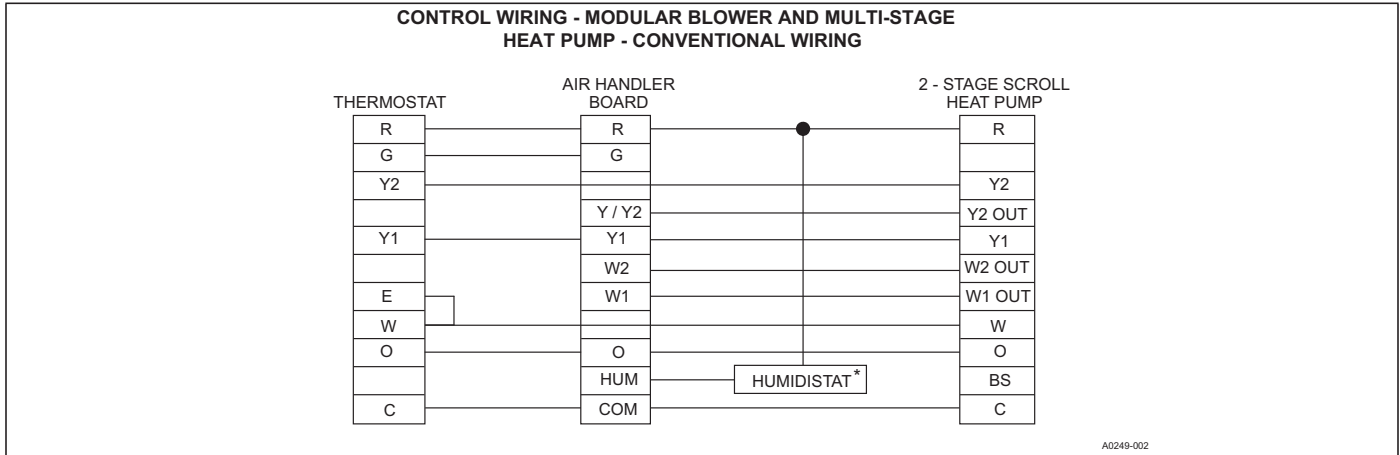 CONTROL WIRING - MODULAR BLOWER AND MULTI-STAGE
HEAT PUMP - CONVENTIONAL WIRING
THERMOSTAT
AIR HANDLER
BOARD
2 - STAGE SCROLL
HEAT PUMP
R R R
G G
Y2 Y2
Y / Y2 Y2 OUT
Y1 Y1 Y1
W2 W2 OUT
E W1 W1 OUT
W W
O O O
HUM HUMIDISTAT* BS
C COM C
A0249-002